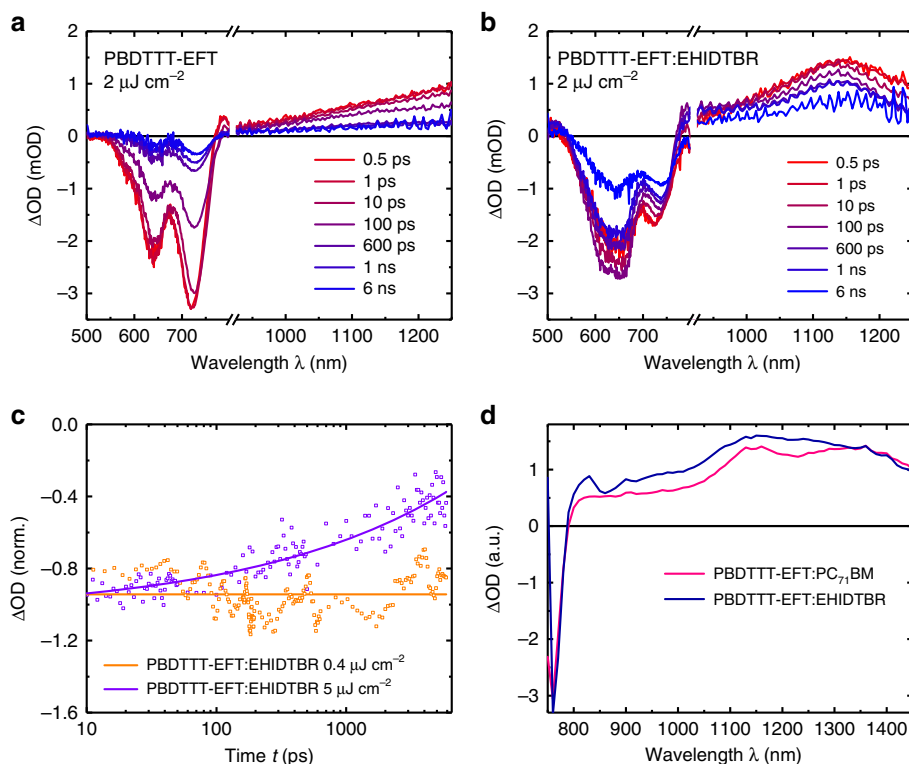 a
PBDTTT-EFT
2 μJ cm⁻²
2
1
0
−1
−2
−3
ΔOD (mOD)
0.5 ps
1 ps
10 ps
100 ps
600 ps
1 ns
6 ns
500 600 700 1000 1100 1200
Wavelength λ (nm)
b
PBDTTT-EFT:EHIDTBR
2 μJ cm⁻²
2
1
0
−1
−2
−3
ΔOD (mOD)
0.5 ps
1 ps
10 ps
100 ps
600 ps
1 ns
6 ns
500 600 700 1000 1100 1200
Wavelength λ (nm)
c
0.0
−0.4
−0.8
−1.2
−1.6
ΔOD (norm.)
PBDTTT-EFT:EHIDTBR 0.4 μJ cm⁻²
PBDTTT-EFT:EHIDTBR 5 μJ cm⁻²
10 100 1000
Time t (ps)
d
1
0
−1
−2
−3
ΔOD (a.u.)
PBDTTT-EFT:PC₇₁BM
PBDTTT-EFT:EHIDTBR
800 900 1000 1100 1200 1300 1400
Wavelength λ (nm)